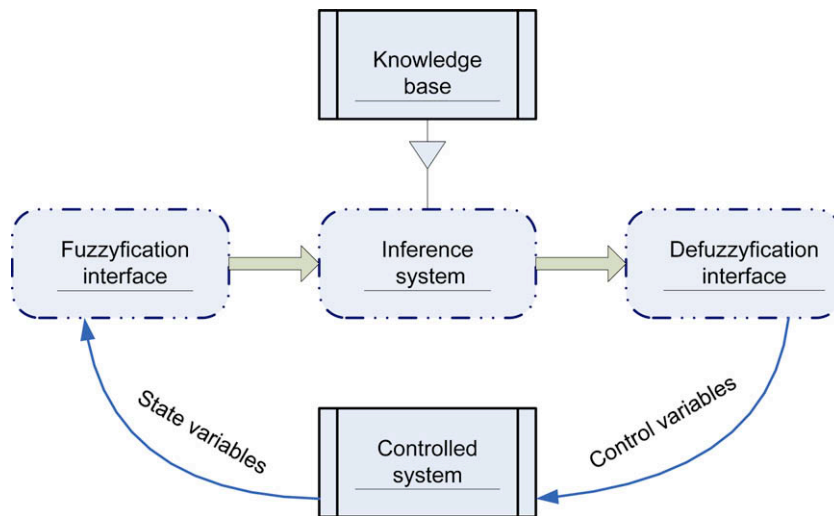 Knowledge
base
Fuzzyfication
interface
Inference
system
Defuzzyfication
interface
State variables
Control variables
Controlled
system